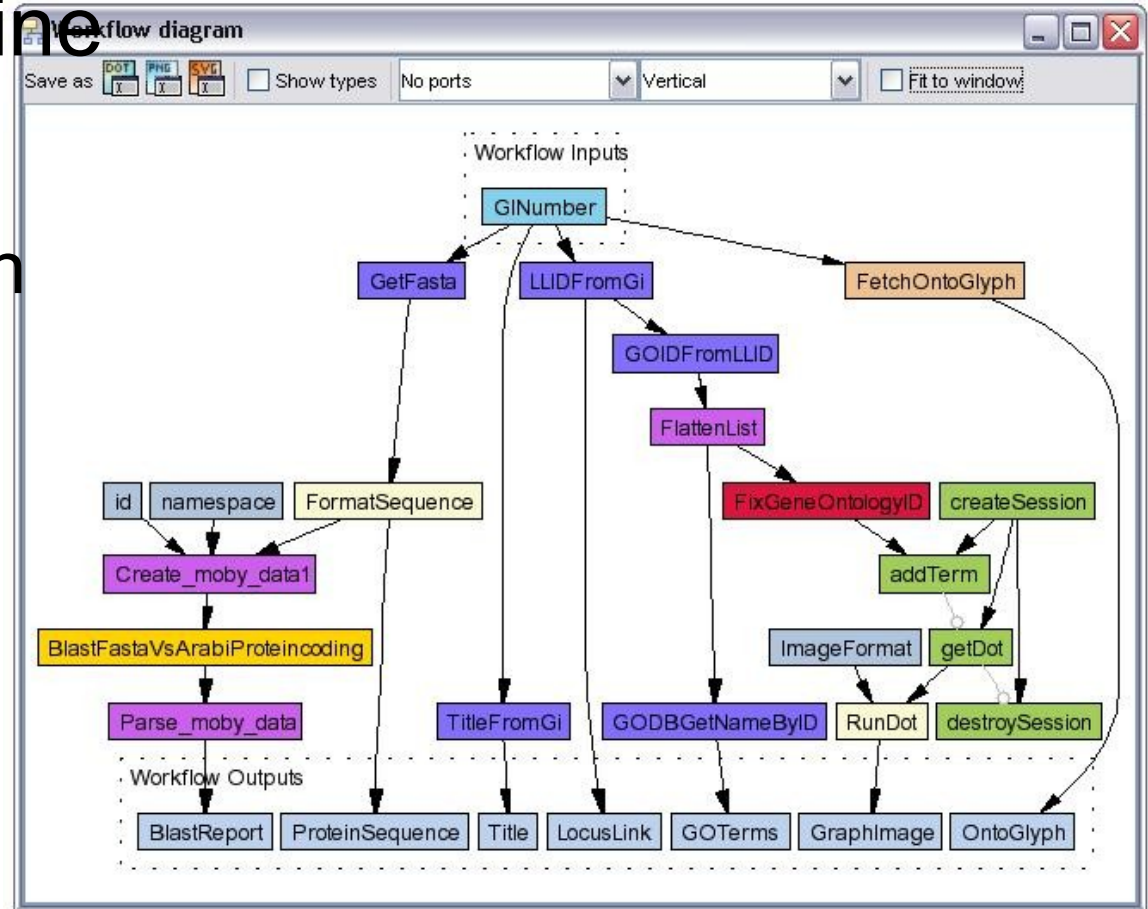 ine
Workflow diagram
Save as DOT PNG SVG Show types No ports Vertical Fit to window
n
Workflow Inputs
GINumber
GetFasta LLIDFromGi FetchOntoGlyph
GOIDFromLLID
FlattenList
id namespace FormatSequence FixGeneOntologyID createSession
Create_moby_data1 addTerm
BlastFastaVsArabiProteincoding ImageFormat getDot
Parse_moby_data TitleFromGi GODBGetNameByID RunDot destroySession
Workflow Outputs
BlastReport ProteinSequence Title LocusLink GOTerms GraphImage OntoGlyph